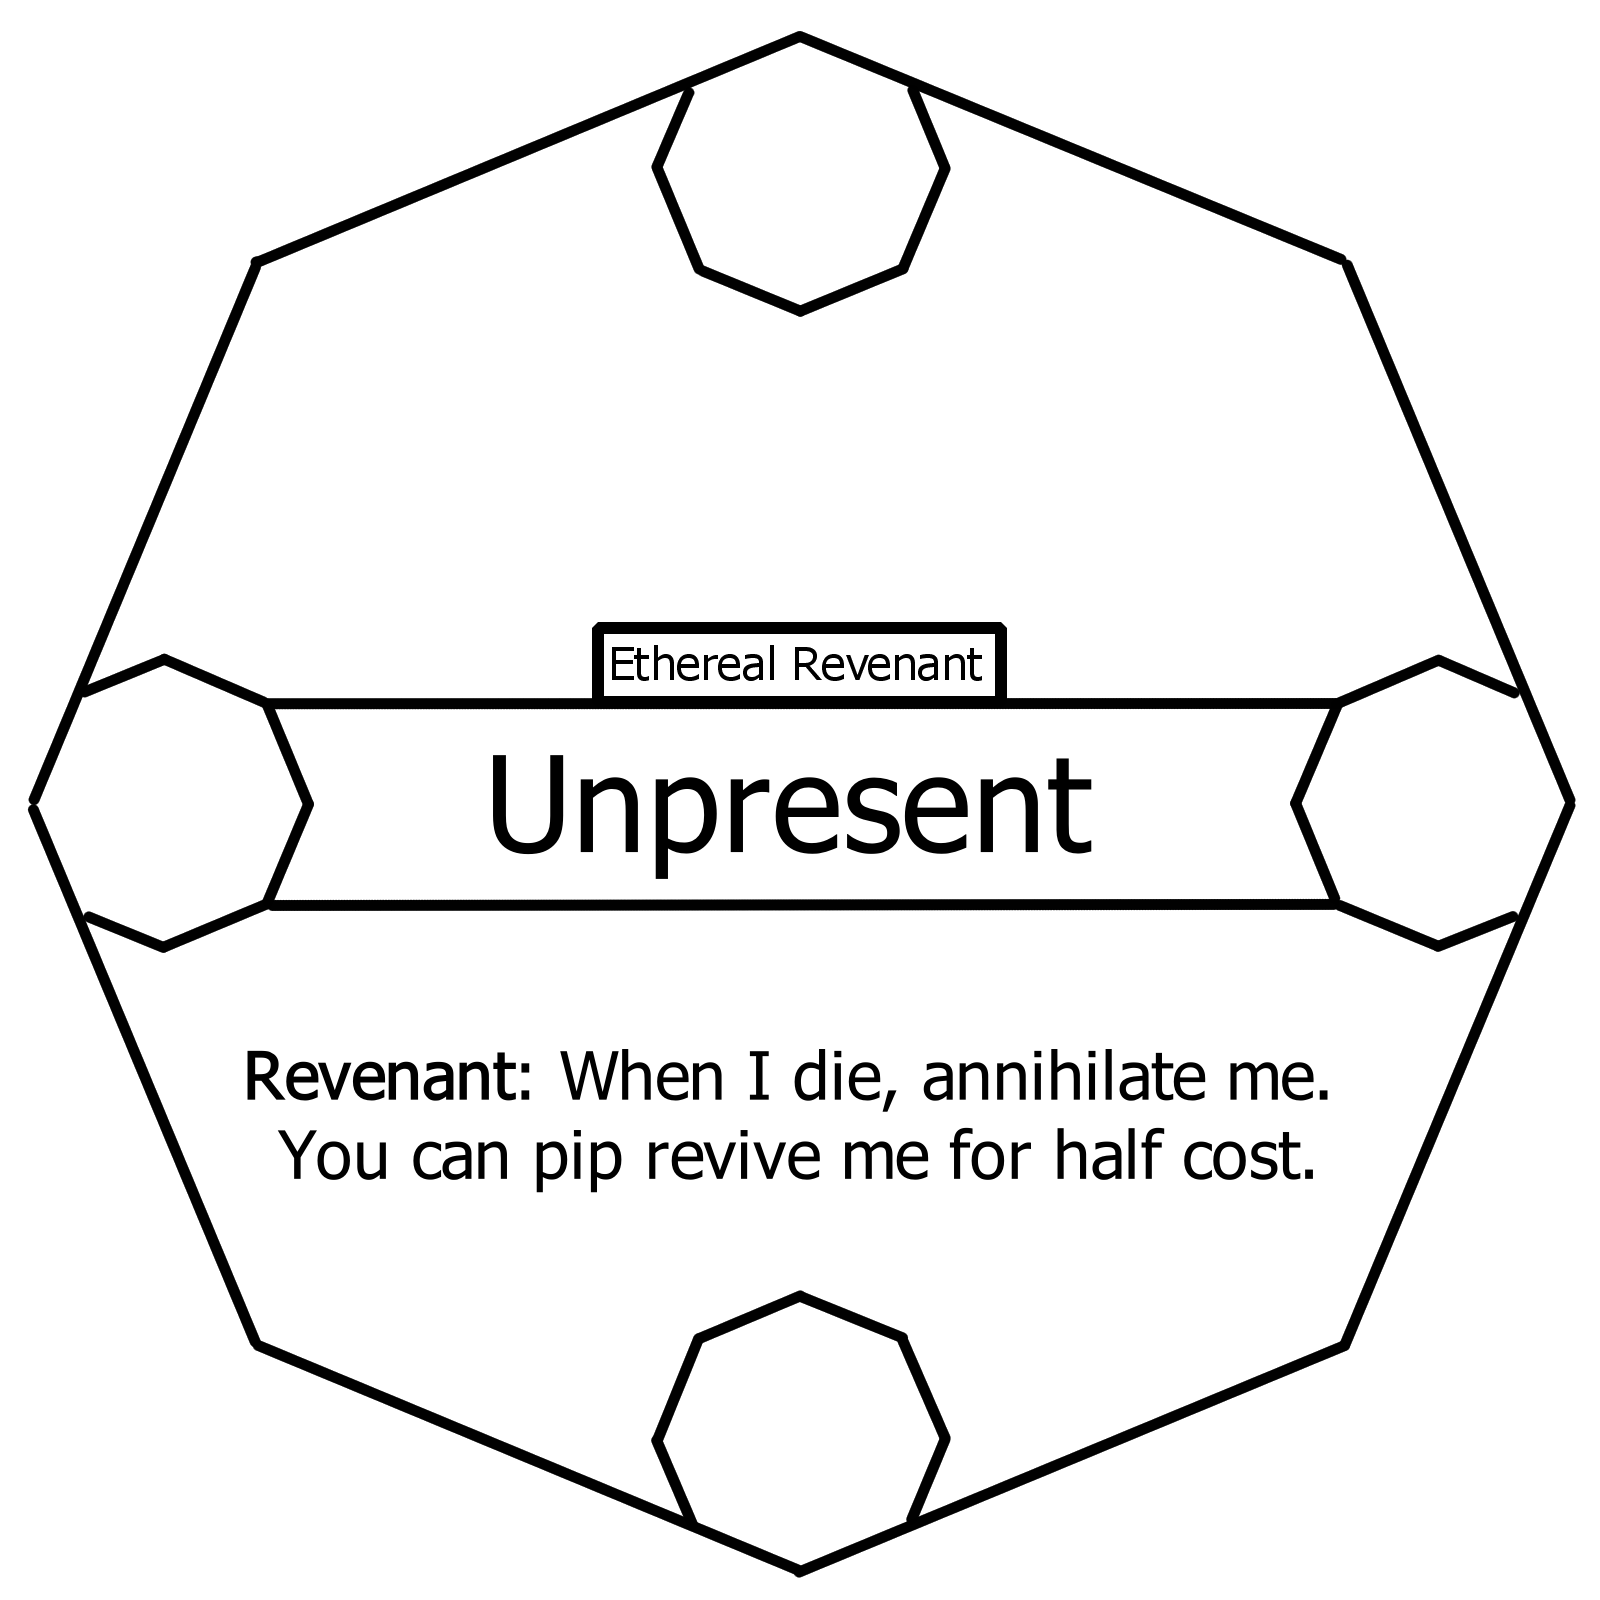 Ethereal Revenant
Unpresent
Revenant: When I die, annihilate me.
You can pip revive me for half cost.